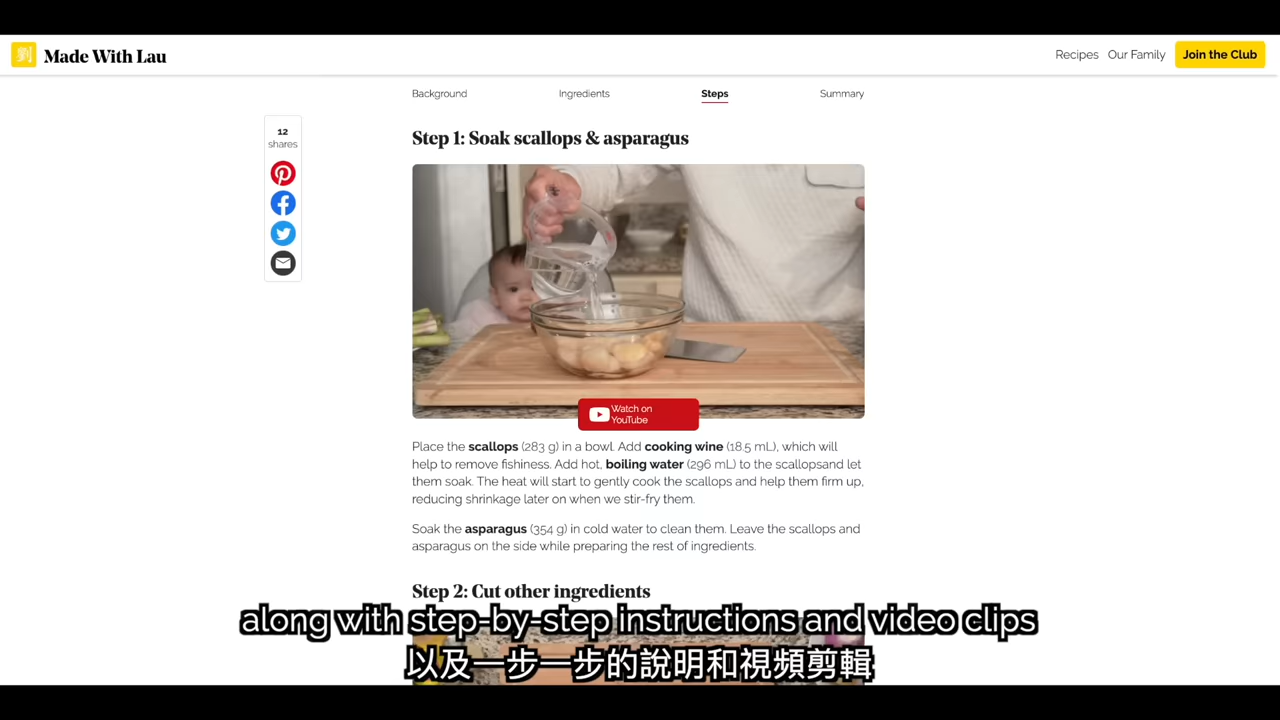 劉 Made With Lau
Recipes Our Family Join the Club
Background Ingredients Steps Summary
12
shares
Step 1: Soak scallops & asparagus
Watch on
YouTube
Place the scallops (283 g) in a bowl. Add cooking wine (18.5 mL), which will
help to remove fishiness. Add hot, boiling water (296 mL) to the scallopsand let
them soak. The heat will start to gently cook the scallops and help them firm up,
reducing shrinkage later on when we stir-fry them.
Soak the asparagus (354 g) in cold water to clean them. Leave the scallops and
asparagus on the side while preparing the rest of ingredients.
Step 2: Cut other ingredients
along with step-by-step instructions and video clips
以及一步一步的說明和視頻剪輯